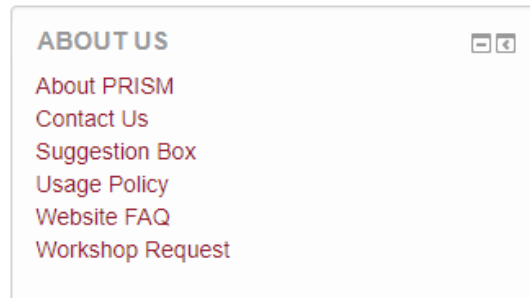 ABOUT US
About PRISM
Contact Us
Suggestion Box
Usage Policy
Website FAQ
Workshop Request